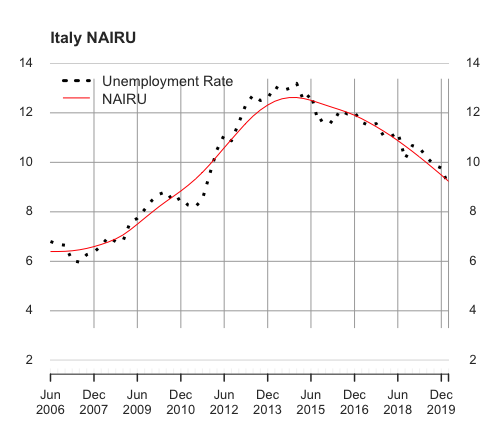 Italy NAIRU
14
Unemployment Rate
NAIRU
12 12
10 10
8 8
6 6
4 4
2 2
Jun Dec Jun Dec Jun Dec Jun Dec Jun Dec
2006 2007 2009 2010 2012 2013 2015 2016 2018 2019